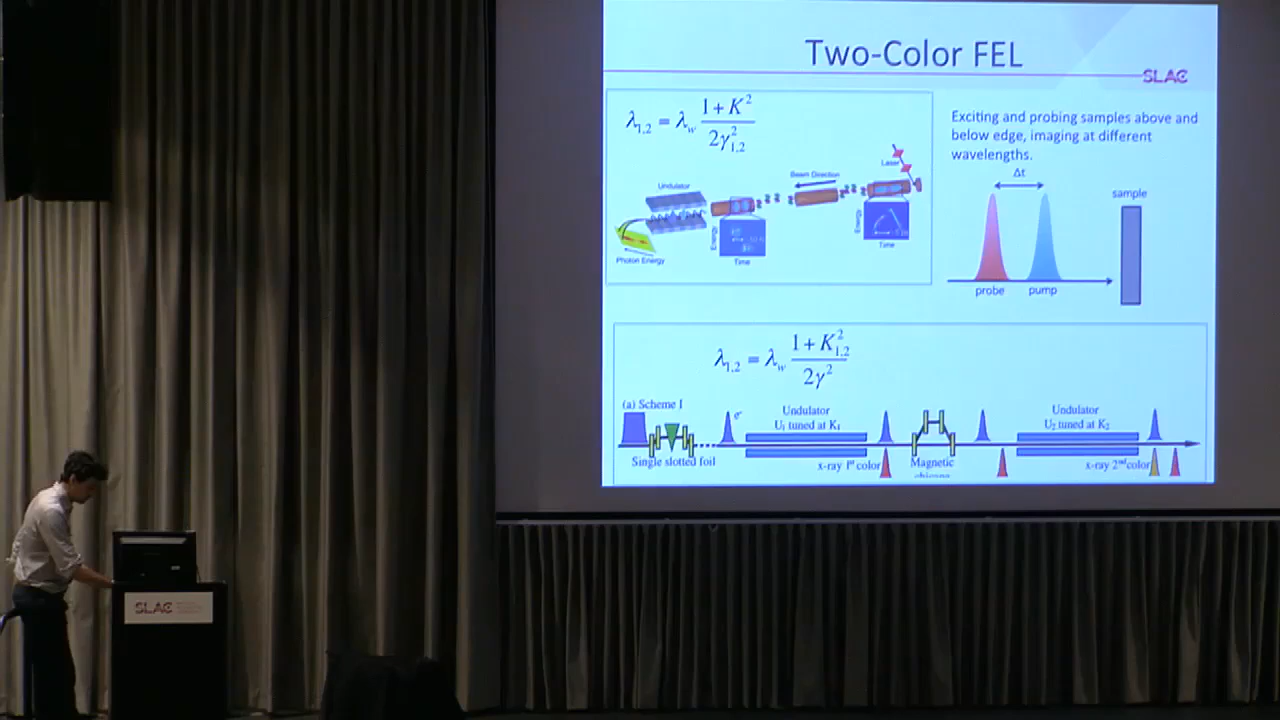 Two-Color FEL
SLAC
λ1,2 = λw (1 + K²) / (2γ²1,2)
Exciting and probing samples above and
below edge, imaging at different
wavelengths.
Laser
Beam Direction
Undulator
Energy
Time
Energy
Time
Photon Energy
Δt
sample
probe
pump
λ1,2 = λw (1 + K²1,2) / (2γ²)
(a) Scheme I
e-
Undulator
U1 tuned at K1
Undulator
U2 tuned at K2
Single slotted foil
x-ray 1st color
Magnetic
x-ray 2nd color
SLAC